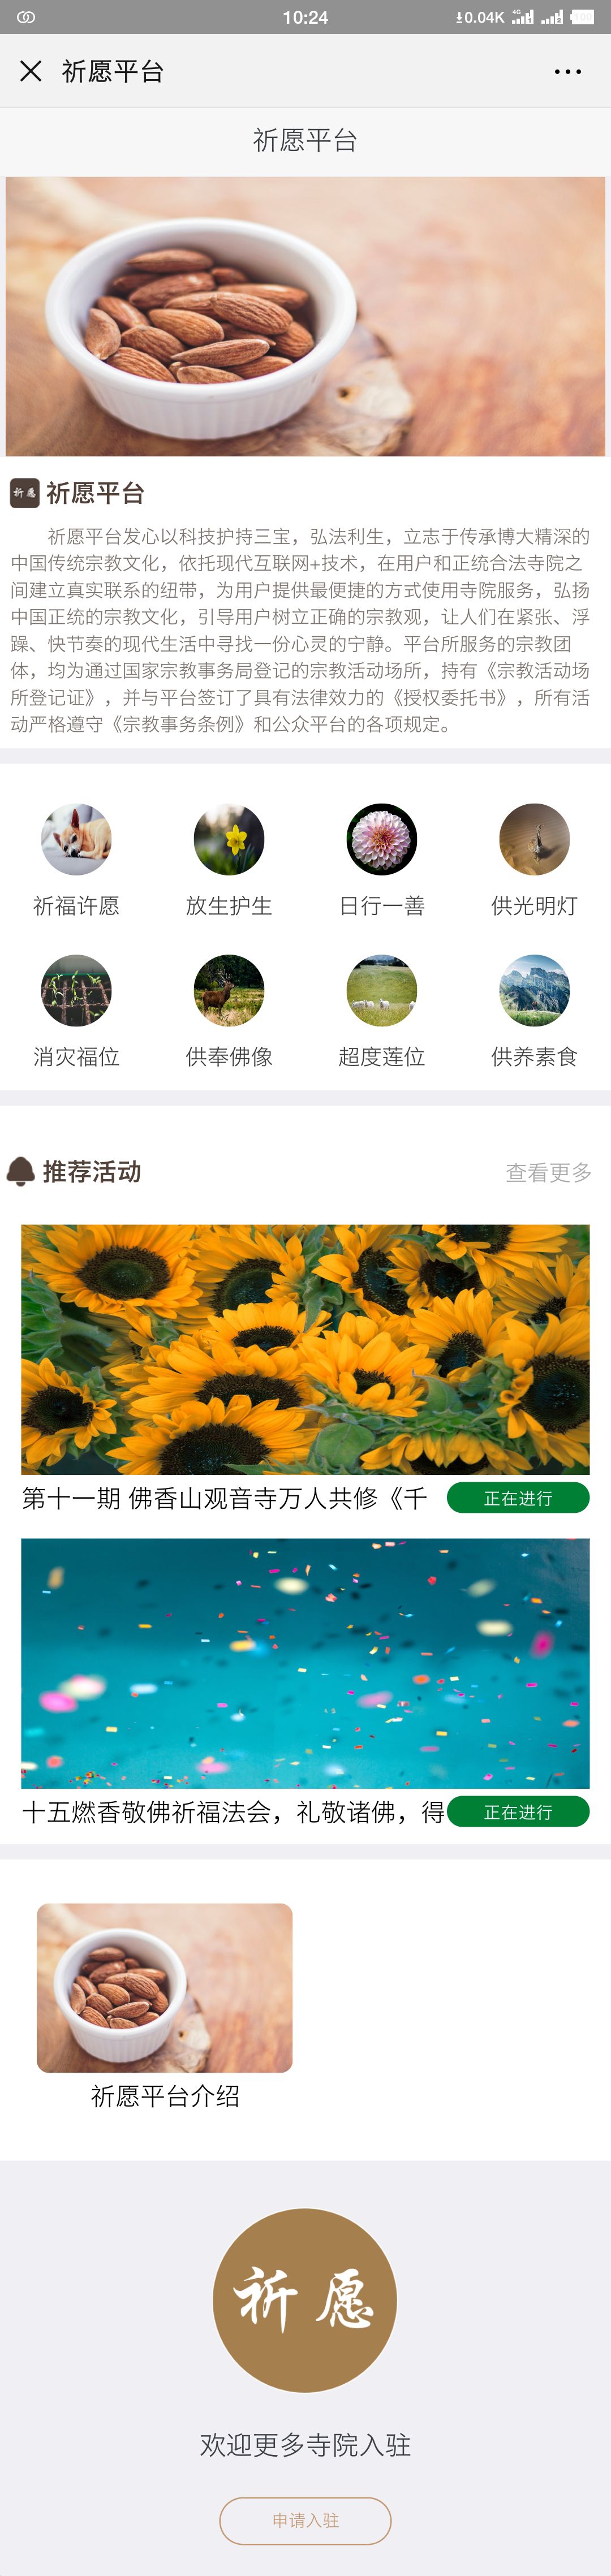 10:24
0.04K
4G
100
祈愿平台
祈愿平台
祈愿
祈愿平台
祈愿平台发心以科技护持三宝，弘法利生，立志于传承博大精深的
中国传统宗教文化，依托现代互联网+技术，在用户和正统合法寺院之
间建立真实联系的纽带，为用户提供最便捷的方式使用寺院服务，弘扬
中国正统的宗教文化，引导用户树立正确的宗教观，让人们在紧张、浮
躁、快节奏的现代生活中寻找一份心灵的宁静。平台所服务的宗教团
体，均为通过国家宗教事务局登记的宗教活动场所，持有《宗教活动场
所登记证》，并与平台签订了具有法律效力的《授权委托书》，所有活
动严格遵守《宗教事务条例》和公众平台的各项规定。
祈福许愿 放生护生 日行一善 供光明灯
消灾福位 供奉佛像 超度莲位 供养素食
推荐活动 查看更多
第十一期 佛香山观音寺万人共修《千 正在进行
十五燃香敬佛祈福法会，礼敬诸佛，得 正在进行
祈愿平台介绍
祈愿
欢迎更多寺院入驻
申请入驻